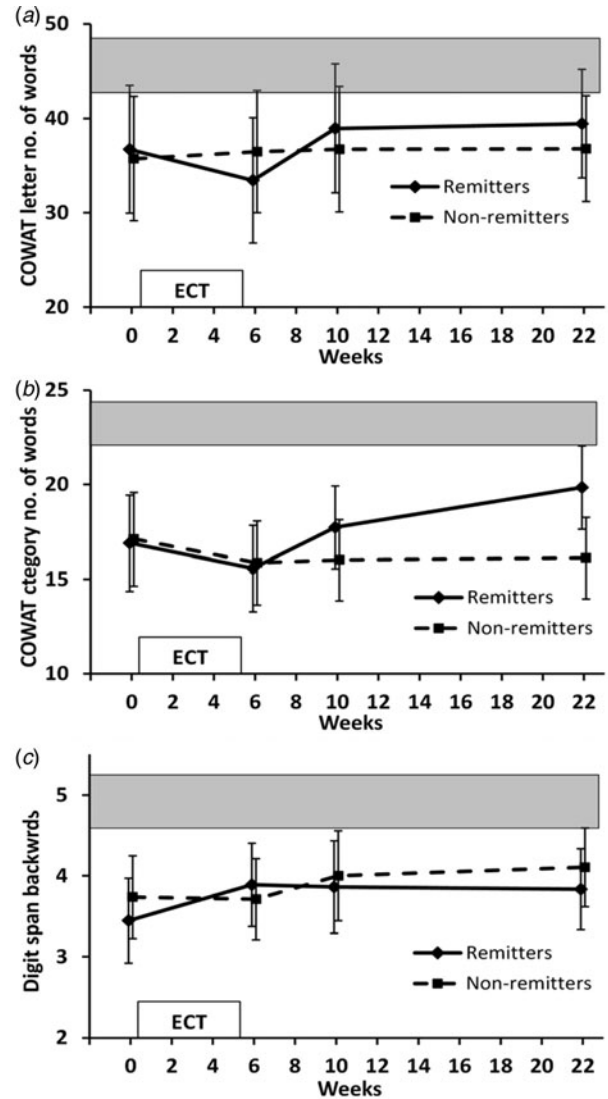 (a)
50
40
30
20
COWAT letter no. of words
Remitters
Non-remitters
ECT
0 2 4 6 8 10 12 14 16 18 20 22
Weeks
(b)
25
20
15
10
COWAT ctegory no. of words
Remitters
Non-remitters
ECT
0 2 4 6 8 10 12 14 16 18 20 22
Weeks
(c)
5
4
3
2
Digit span backwrds
Remitters
Non-remitters
ECT
0 2 4 6 8 10 12 14 16 18 20 22
Weeks